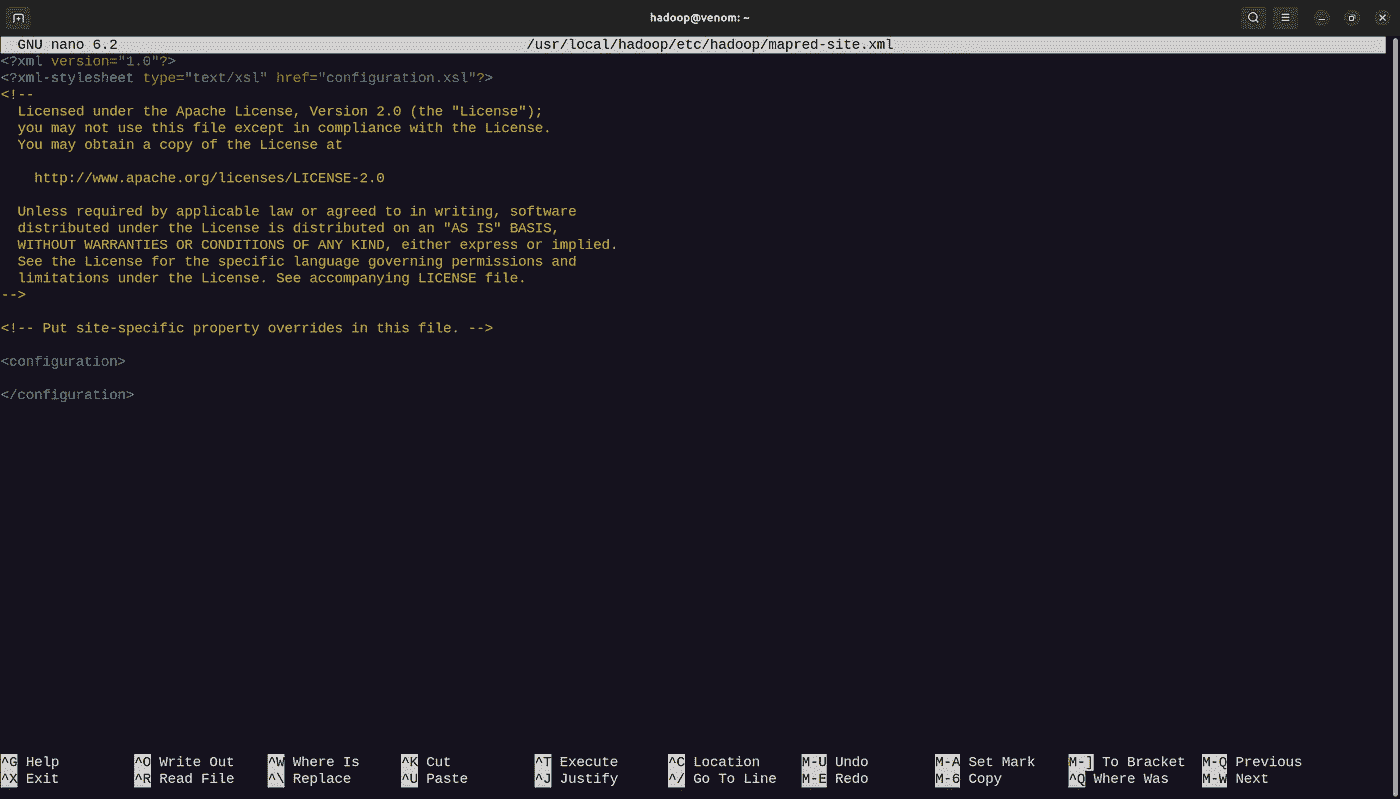 hadoop@venom: ~
GNU nano 6.2 /usr/local/hadoop/etc/hadoop/mapred-site.xml
<?xml version="1.0"?>
<?xml-stylesheet type="text/xsl" href="configuration.xsl"?>
<!--
  Licensed under the Apache License, Version 2.0 (the "License");
  you may not use this file except in compliance with the License.
  You may obtain a copy of the License at

    http://www.apache.org/licenses/LICENSE-2.0

  Unless required by applicable law or agreed to in writing, software
  distributed under the License is distributed on an "AS IS" BASIS,
  WITHOUT WARRANTIES OR CONDITIONS OF ANY KIND, either express or implied.
  See the License for the specific language governing permissions and
  limitations under the License. See accompanying LICENSE file.
-->

<!-- Put site-specific property overrides in this file. -->

<configuration>

</configuration>
^G Help ^O Write Out ^W Where Is ^K Cut ^T Execute ^C Location M-U Undo M-A Set Mark M-] To Bracket M-Q Previous
^X Exit ^R Read File ^\ Replace ^U Paste ^J Justify ^/ Go To Line M-E Redo M-6 Copy ^Q Where Was M-W Next